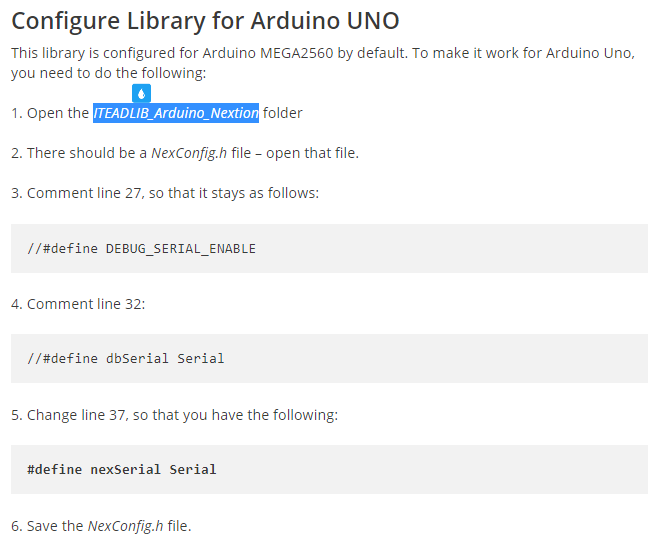 Configure Library for Arduino UNO
This library is configured for Arduino MEGA2560 by default. To make it work for Arduino Uno,
you need to do the following:
1. Open the ITEADLIB_Arduino_Nextion folder
2. There should be a NexConfig.h file – open that file.
3. Comment line 27, so that it stays as follows:
//#define DEBUG_SERIAL_ENABLE
4. Comment line 32:
//#define dbSerial Serial
5. Change line 37, so that you have the following:
#define nexSerial Serial
6. Save the NexConfig.h file.